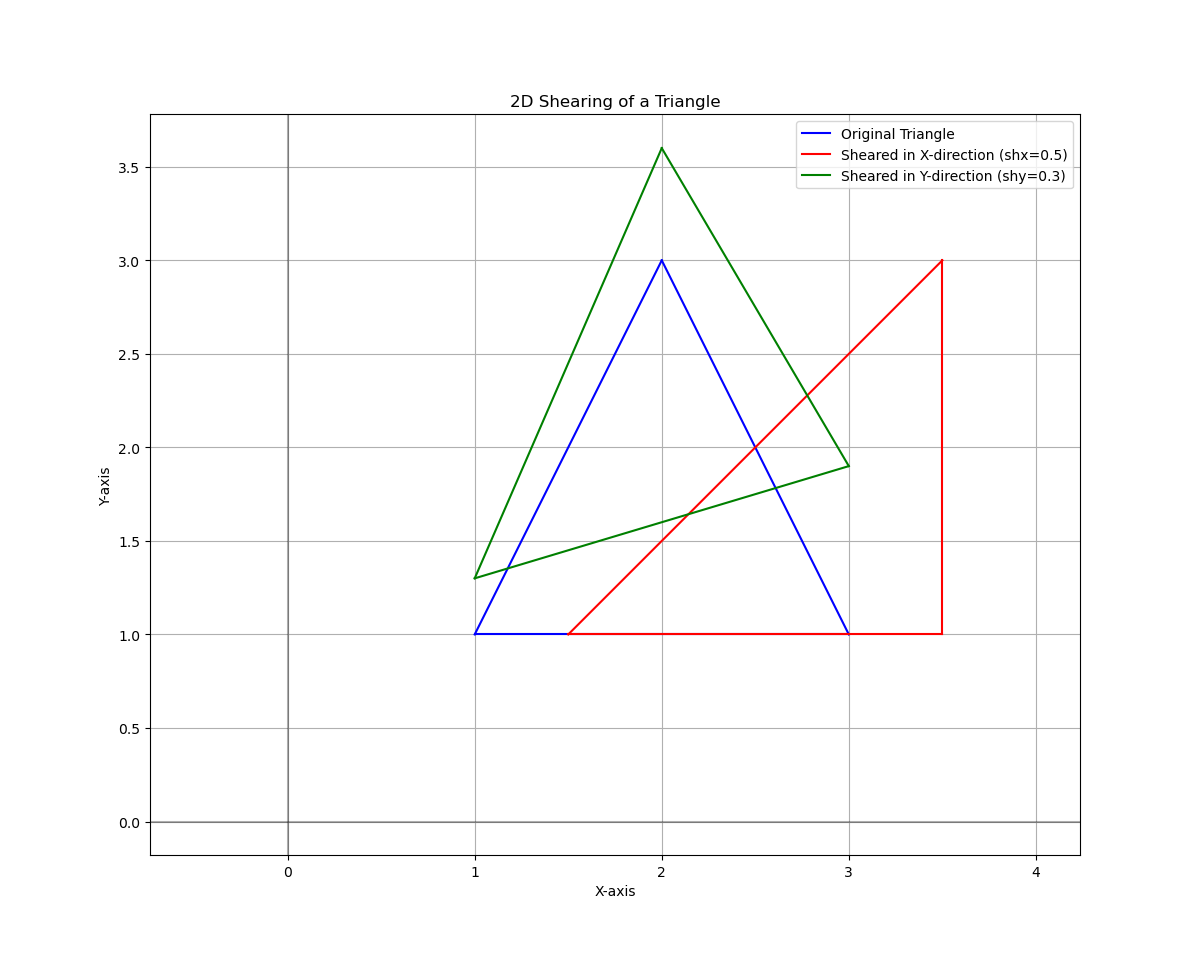 2D Shearing of a Triangle
Original Triangle
Sheared in X-direction (shx=0.5)
Sheared in Y-direction (shy=0.3)
3.5
3.0
2.5
2.0
1.5
1.0
0.5
0.0
Y-axis
0 1 2 3 4
X-axis